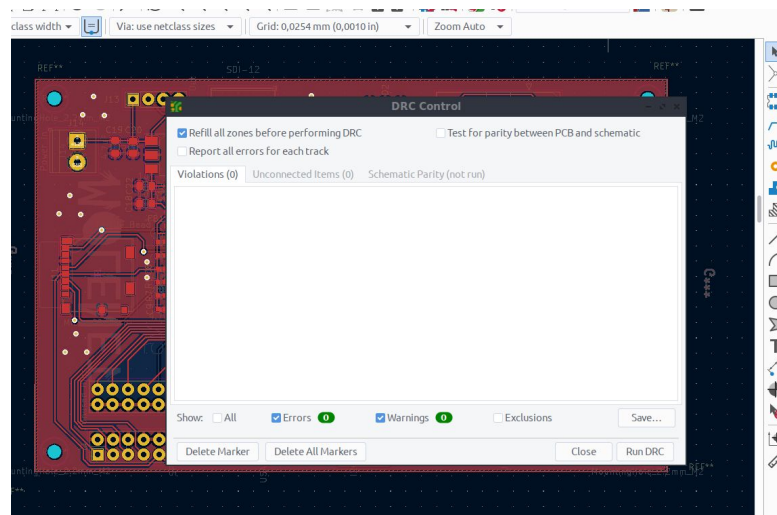 class width Via: use netclass sizes Grid: 0,0254 mm (0,0010 in) Zoom Auto
REF** SDI-12 REF**
DRC Control
Refill all zones before performing DRC Test for parity between PCB and schematic
Report all errors for each track
Violations (0) Unconnected Items (0) Schematic Parity (not run)
Show: All Errors 0 Warnings 0 Exclusions Save...
Delete Marker Delete All Markers Close Run DRC